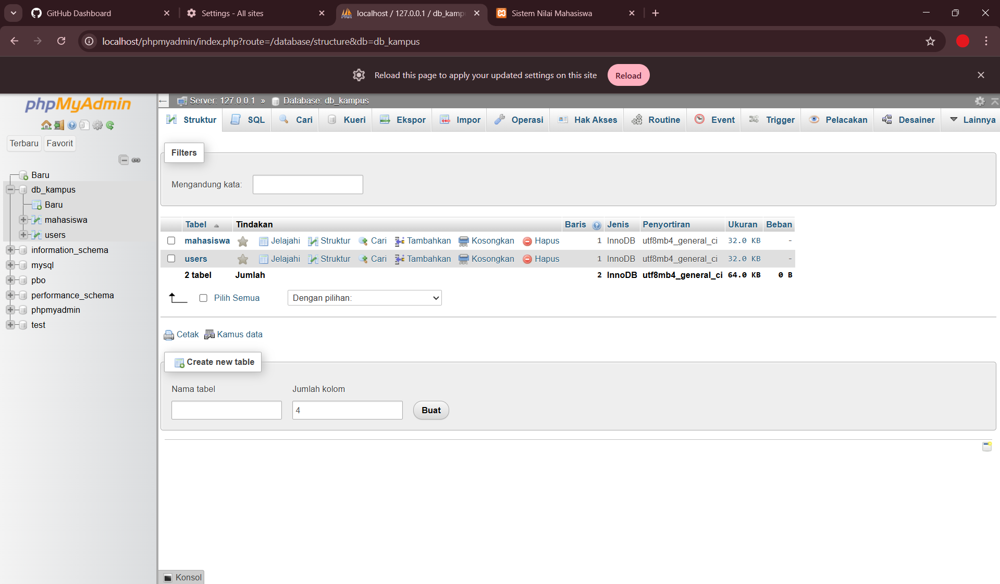 GitHub Dashboard
Settings - All sites
localhost / 127.0.0.1 / db_kamp
Sistem Nilai Mahasiswa
localhost/phpmyadmin/index.php?route=/database/structure&db=db_kampus
Reload this page to apply your updated settings on this site
Reload
phpMyAdmin
Server: 127.0.0.1 » Database: db_kampus
Struktur SQL Cari Kueri Ekspor Impor Operasi Hak Akses Routine Event Trigger Pelacakan Desainer Lainnya
Terbaru Favorit
Baru
db_kampus
Baru
mahasiswa
users
information_schema
mysql
pbo
performance_schema
phpmyadmin
test
Filters
Mengandung kata:
Tabel Tindakan Baris Jenis Penyortiran Ukuran Beban
mahasiswa Jelajahi Struktur Cari Tambahkan Kosongkan Hapus 1 InnoDB utf8mb4_general_ci 32.0 KB -
users Jelajahi Struktur Cari Tambahkan Kosongkan Hapus 1 InnoDB utf8mb4_general_ci 32.0 KB -
2 tabel Jumlah 2 InnoDB utf8mb4_general_ci 64.0 KB 0 B
Pilih Semua Dengan pilihan:
Cetak Kamus data
Create new table
Nama tabel Jumlah kolom
4 Buat
Konsol